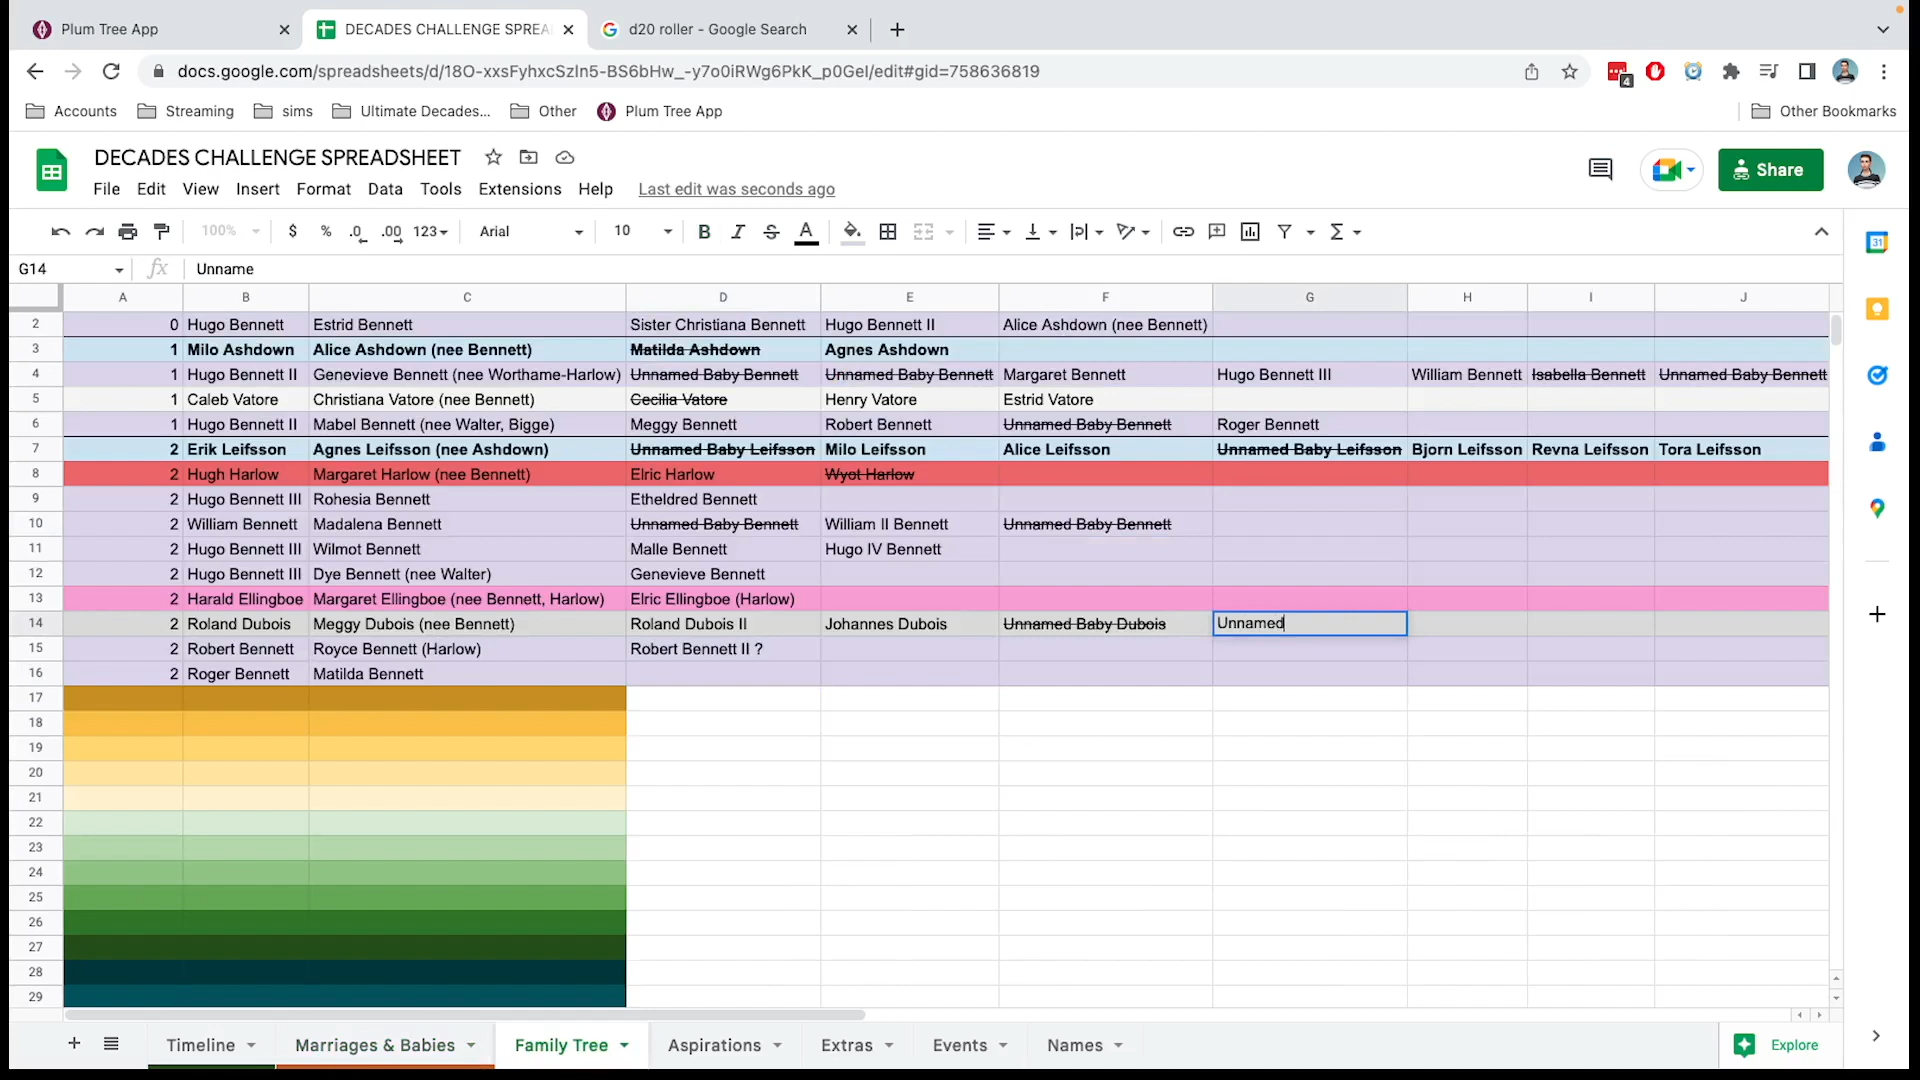 Plum Tree App
DECADES CHALLENGE SPREA
d20 roller - Google Search
docs.google.com/spreadsheets/d/18O-xxsFyhxcSzIn5-BS6bHw_-y7o0iRWg6PkK_p0GeI/edit#gid=758636819
4
Accounts Streaming sims Ultimate Decades... Other Plum Tree App Other Bookmarks
DECADES CHALLENGE SPREADSHEET
Share
File Edit View Insert Format Data Tools Extensions Help Last edit was seconds ago
100% $ % .0 .00 123 Arial 10 B I S A Σ
31
G14 fx Unname
A B C D E F G H I J
2 0 Hugo Bennett Estrid Bennett Sister Christiana Bennett Hugo Bennett II Alice Ashdown (nee Bennett)
3 1 Milo Ashdown Alice Ashdown (nee Bennett) Matilda Ashdown Agnes Ashdown
4 1 Hugo Bennett II Genevieve Bennett (nee Worthame-Harlow) Unnamed Baby Bennett Unnamed Baby Bennett Margaret Bennett Hugo Bennett III William Bennett Isabella Bennett Unnamed Baby Bennett
5 1 Caleb Vatore Christiana Vatore (nee Bennett) Cecilia Vatore Henry Vatore Estrid Vatore
6 1 Hugo Bennett II Mabel Bennett (nee Walter, Bigge) Meggy Bennett Robert Bennett Unnamed Baby Bennett Roger Bennett
7 2 Erik Leifsson Agnes Leifsson (nee Ashdown) Unnamed Baby Leifsson Milo Leifsson Alice Leifsson Unnamed Baby Leifsson Bjorn Leifsson Revna Leifsson Tora Leifsson
8 2 Hugh Harlow Margaret Harlow (nee Bennett) Elric Harlow Wyot Harlow
9 2 Hugo Bennett III Rohesia Bennett Etheldred Bennett
10 2 William Bennett Madalena Bennett Unnamed Baby Bennett William II Bennett Unnamed Baby Bennett
11 2 Hugo Bennett III Wilmot Bennett Malle Bennett Hugo IV Bennett
12 2 Hugo Bennett III Dye Bennett (nee Walter) Genevieve Bennett
13 2 Harald Ellingboe Margaret Ellingboe (nee Bennett, Harlow) Elric Ellingboe (Harlow)
14 2 Roland Dubois Meggy Dubois (nee Bennett) Roland Dubois II Johannes Dubois Unnamed Baby Dubois Unnamed
15 2 Robert Bennett Royce Bennett (Harlow) Robert Bennett II ?
16 2 Roger Bennett Matilda Bennett
17
18
19
20
21
22
23
24
25
26
27
28
29
Timeline Marriages & Babies Family Tree Aspirations Extras Events Names Explore